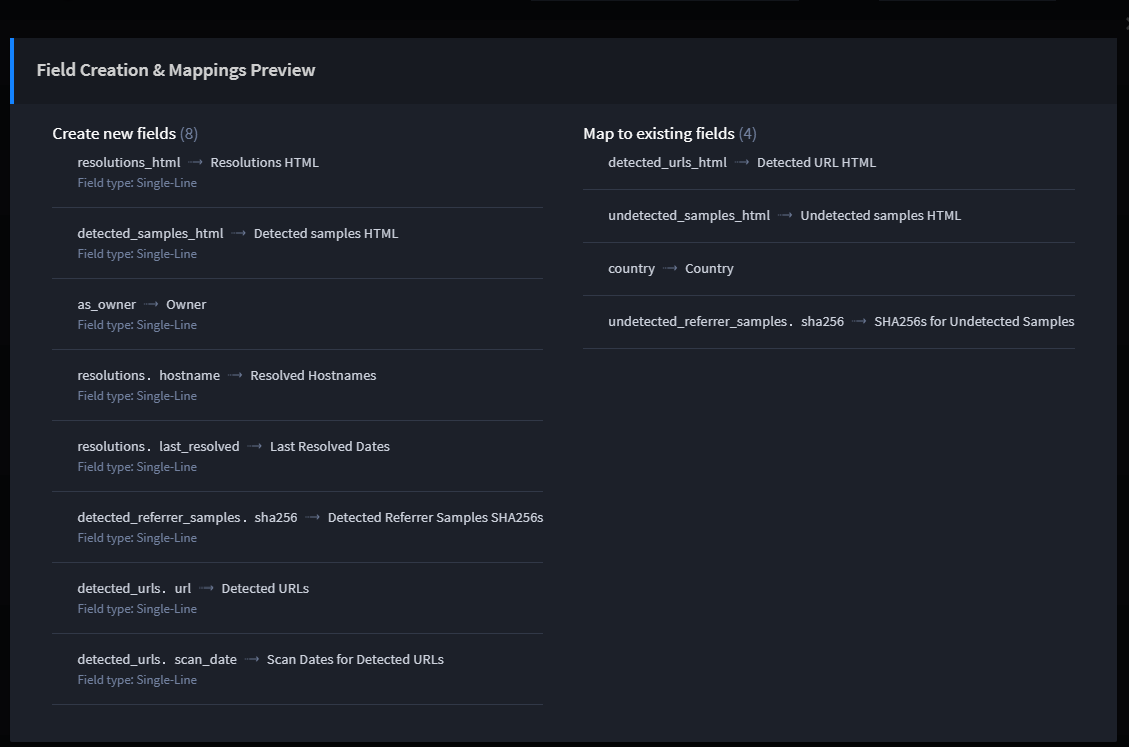 Field Creation & Mappings Preview
Create new fields (8)
resolutions_html → Resolutions HTML
Field type: Single-Line
detected_samples_html → Detected samples HTML
Field type: Single-Line
as_owner → Owner
Field type: Single-Line
resolutions. hostname → Resolved Hostnames
Field type: Single-Line
resolutions. last_resolved → Last Resolved Dates
Field type: Single-Line
detected_referrer_samples. sha256 → Detected Referrer Samples SHA256s
Field type: Single-Line
detected_urls. url → Detected URLs
Field type: Single-Line
detected_urls. scan_date → Scan Dates for Detected URLs
Field type: Single-Line
Map to existing fields (4)
detected_urls_html → Detected URL HTML
undetected_samples_html → Undetected samples HTML
country → Country
undetected_referrer_samples. sha256 → SHA256s for Undetected Samples